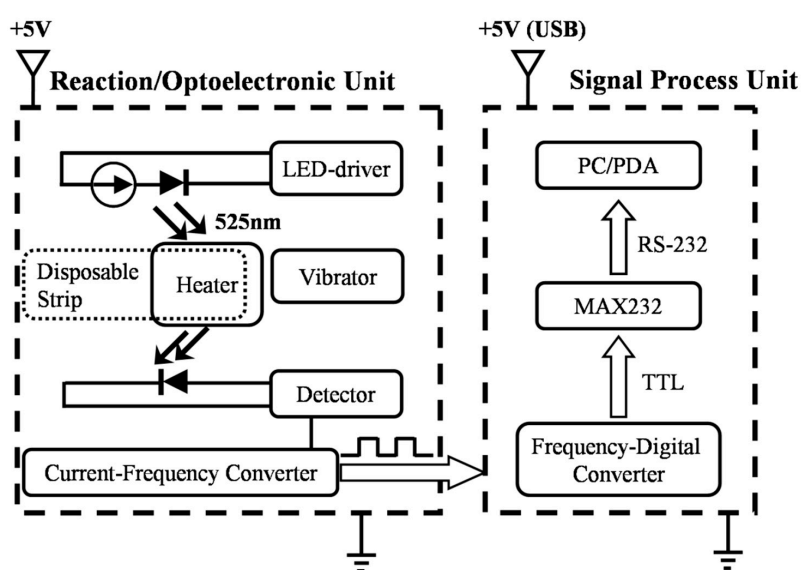 +5V
+5V (USB)
Reaction/Optoelectronic Unit
Signal Process Unit
LED-driver
525nm
Disposable
Strip
Heater
Vibrator
Detector
Current-Frequency Converter
PC/PDA
RS-232
MAX232
TTL
Frequency-Digital
Converter